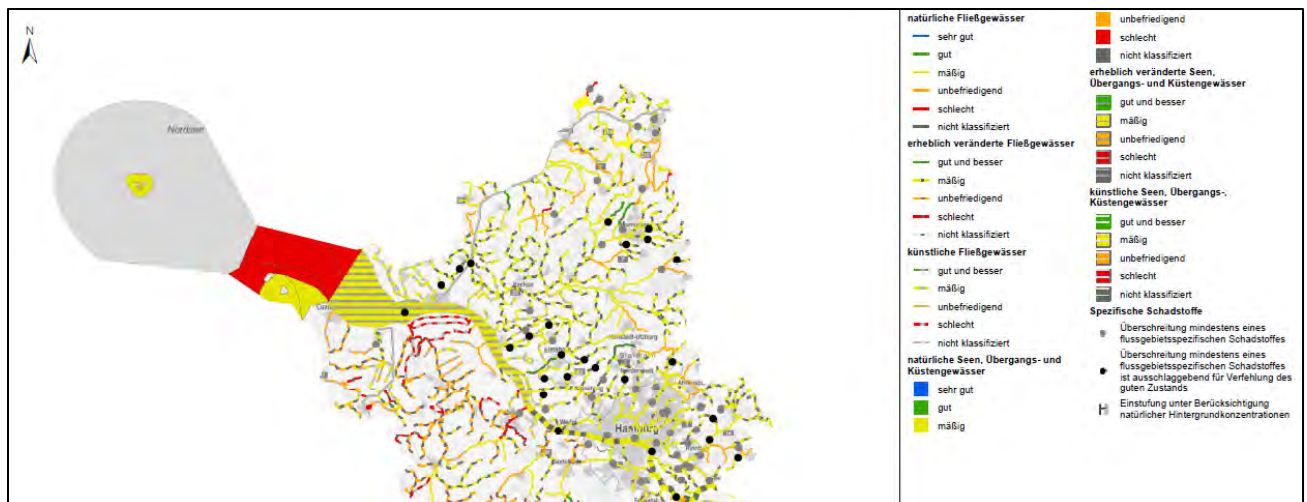 N
Nordsee
Hamburg
natürliche Fließgewässer
sehr gut
gut
mäßig
unbefriedigend
schlecht
nicht klassifiziert
erheblich veränderte Fließgewässer
gut und besser
mäßig
unbefriedigend
schlecht
nicht klassifiziert
künstliche Fließgewässer
gut und besser
mäßig
unbefriedigend
schlecht
nicht klassifiziert
natürliche Seen, Übergangs- und
Küstengewässer
sehr gut
gut
mäßig
unbefriedigend
schlecht
nicht klassifiziert
erheblich veränderte Seen,
Übergangs- und Küstengewässer
gut und besser
mäßig
unbefriedigend
schlecht
nicht klassifiziert
künstliche Seen, Übergangs-,
Küstengewässer
gut und besser
mäßig
unbefriedigend
schlecht
nicht klassifiziert
Spezifische Schadstoffe
Überschreitung mindestens eines
flussgebietsspezifischen Schadstoffes
Überschreitung mindestens eines
flussgebietsspezifischen Schadstoffes
ist ausschlaggebend für Verfehlung des
guten Zustands
H
Einstufung unter Berücksichtigung
natürlicher Hintergrundkonzentrationen